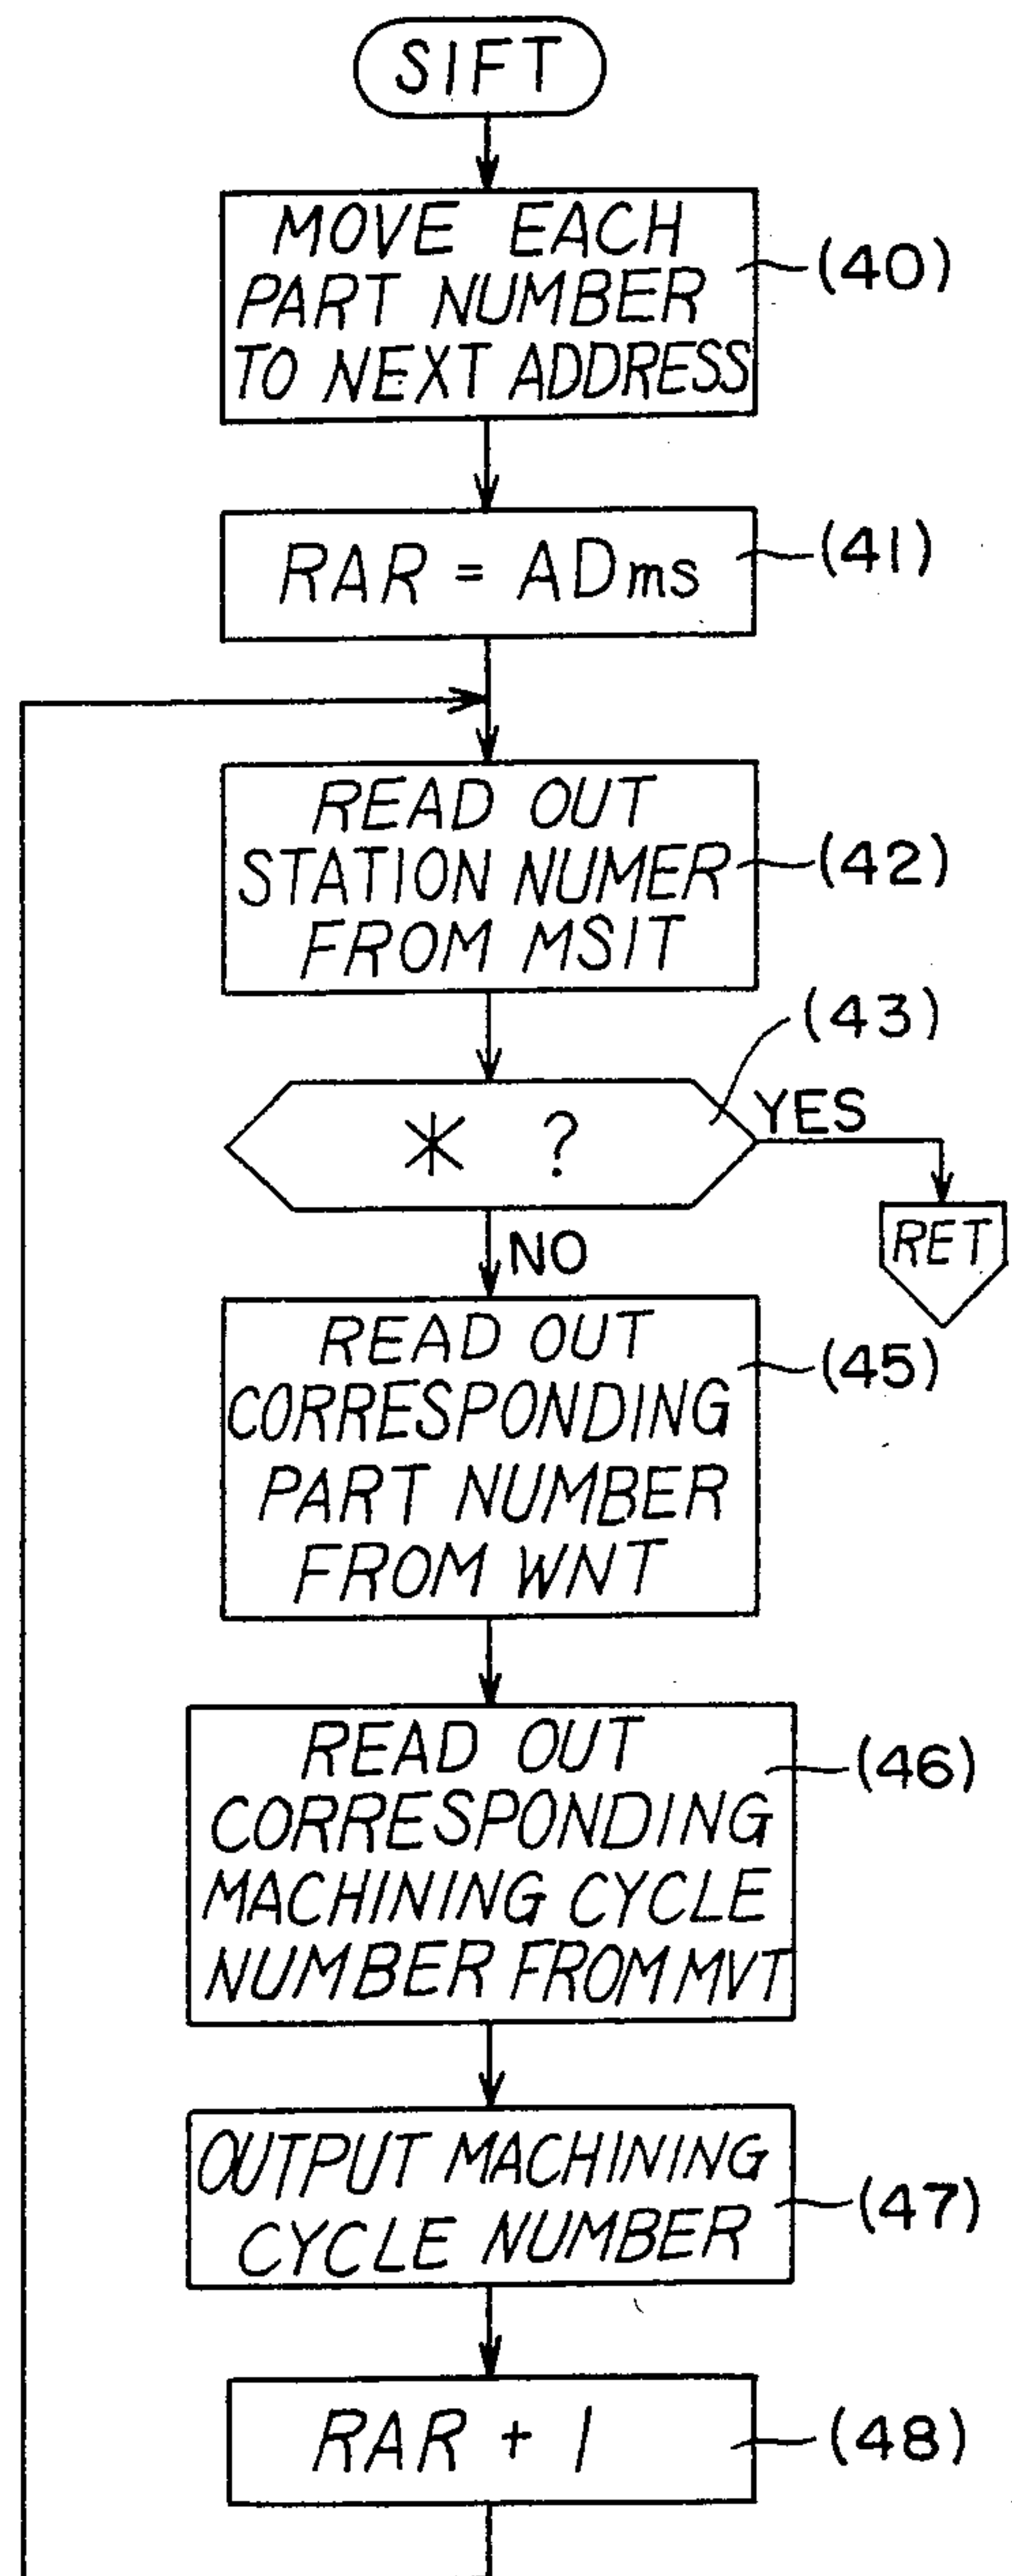 SIFT
MOVE EACH
PART NUMBER
TO NEXT ADDRESS
(40)
RAR = ADms
(41)
READ OUT
STATION NUMER
FROM MSIT
(42)
(43)
* ?
YES
RET
NO
READ OUT
CORRESPONDING
PART NUMBER
FROM WNT
(45)
READ OUT
CORRESPONDING
MACHINING CYCLE
NUMBER FROM MVT
(46)
OUTPUT MACHINING
CYCLE NUMBER
(47)
RAR + 1
(48)